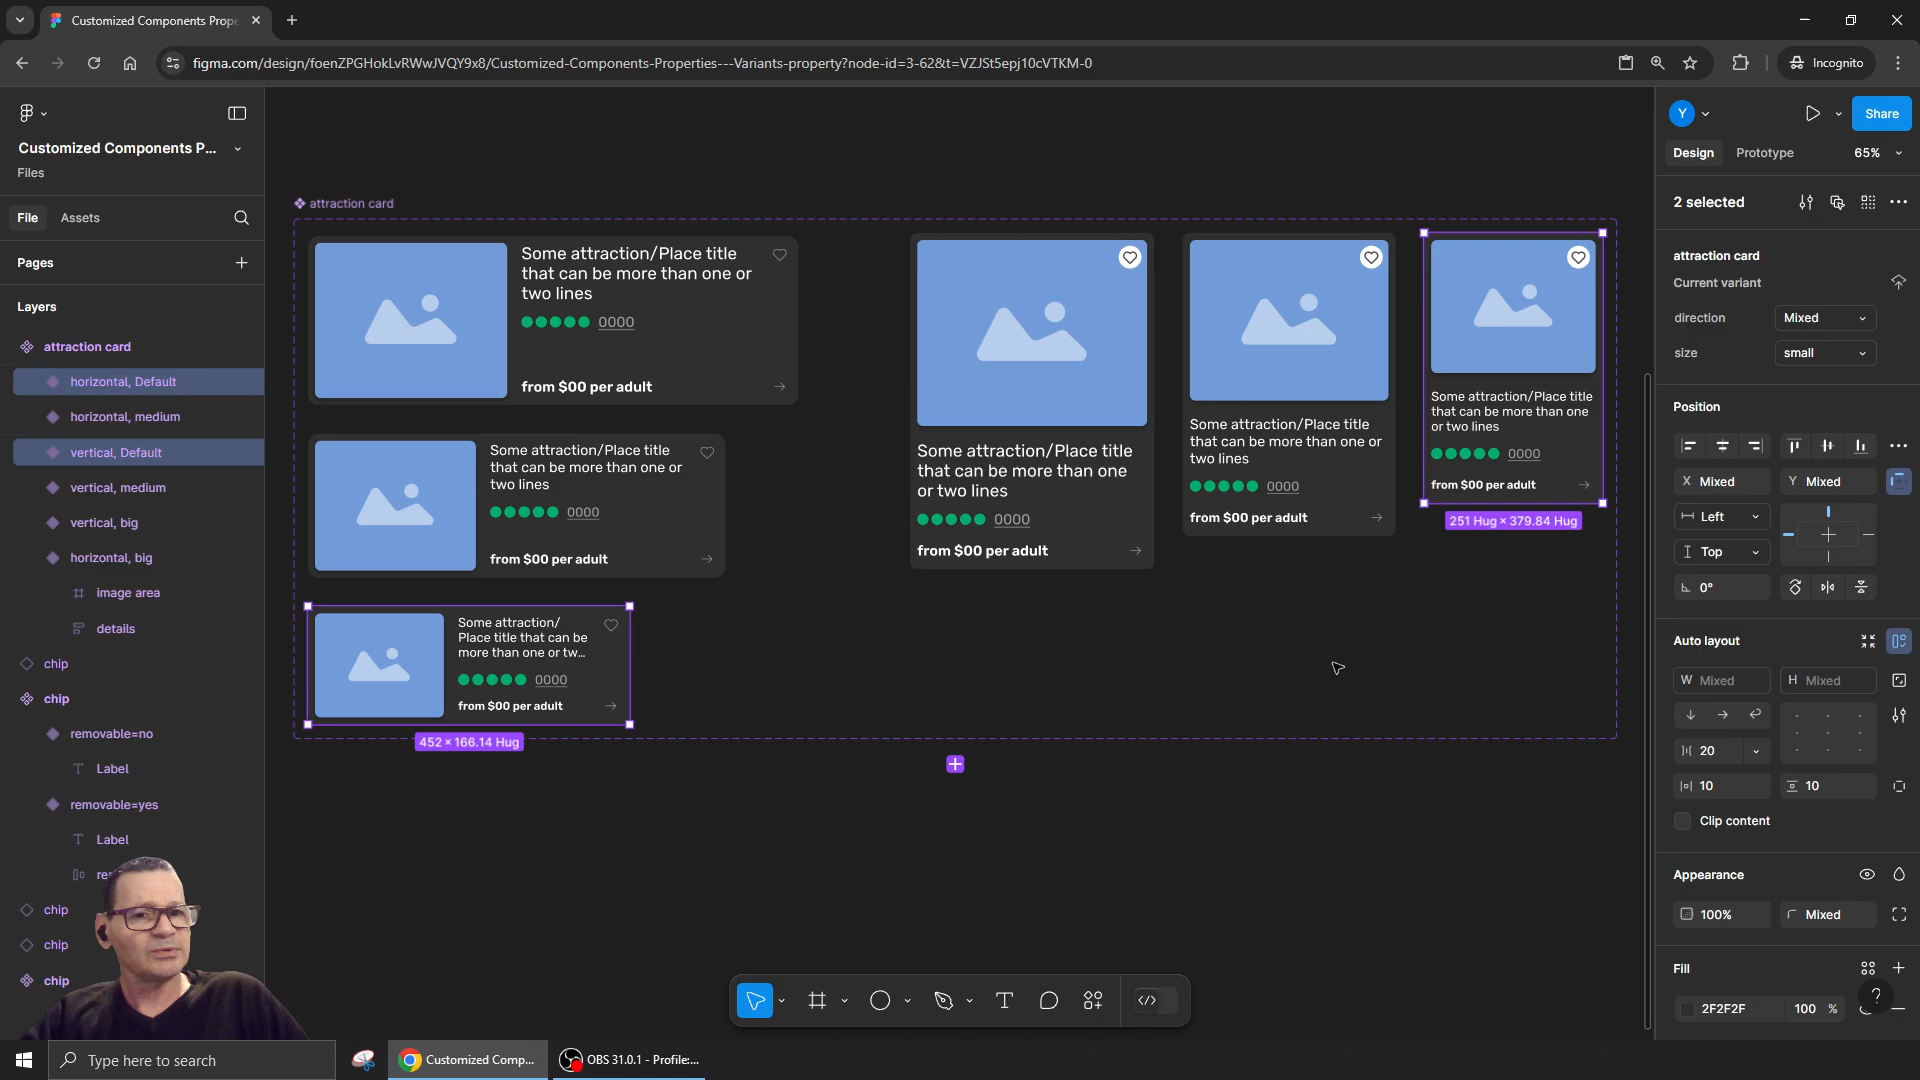 Customized Components Prope
figma.com/design/foenZPGHokLvRWwJVQY9x8/Customized-Components-Properties---Variants-property?node-id=3-62&t=VZJSt5epj10cVTKM-0
Incognito
Customized Components P...
Files
File
Assets
Pages
Layers
attraction card
horizontal, Default
horizontal, medium
vertical, Default
vertical, medium
vertical, big
horizontal, big
image area
details
chip
chip
removable=no
Label
removable=yes
Label
chip
chip
chip
attraction card
Some attraction/Place title
that can be more than one or
two lines
0000
from $00 per adult
Some attraction/Place title
that can be more than one or
two lines
0000
from $00 per adult
Some attraction/
Place title that can be
more than one or tw...
0000
from $00 per adult
452 × 166.14 Hug
Some attraction/Place title
that can be more than one
or two lines
0000
from $00 per adult
Some attraction/Place title
that can be more than one or
two lines
0000
from $00 per adult
Some attraction/Place title
that can be more than one
or two lines
0000
from $00 per adult
251 Hug × 379.84 Hug
Y
Share
Design
Prototype
65%
2 selected
attraction card
Current variant
direction
Mixed
size
small
Position
X Mixed
Y Mixed
Left
Top
0°
Auto layout
W Mixed
H Mixed
20
10
10
Clip content
Appearance
100%
Mixed
Fill
2F2F2F
100 %
?
Type here to search
Customized Comp...
OBS 31.0.1 - Profile:...